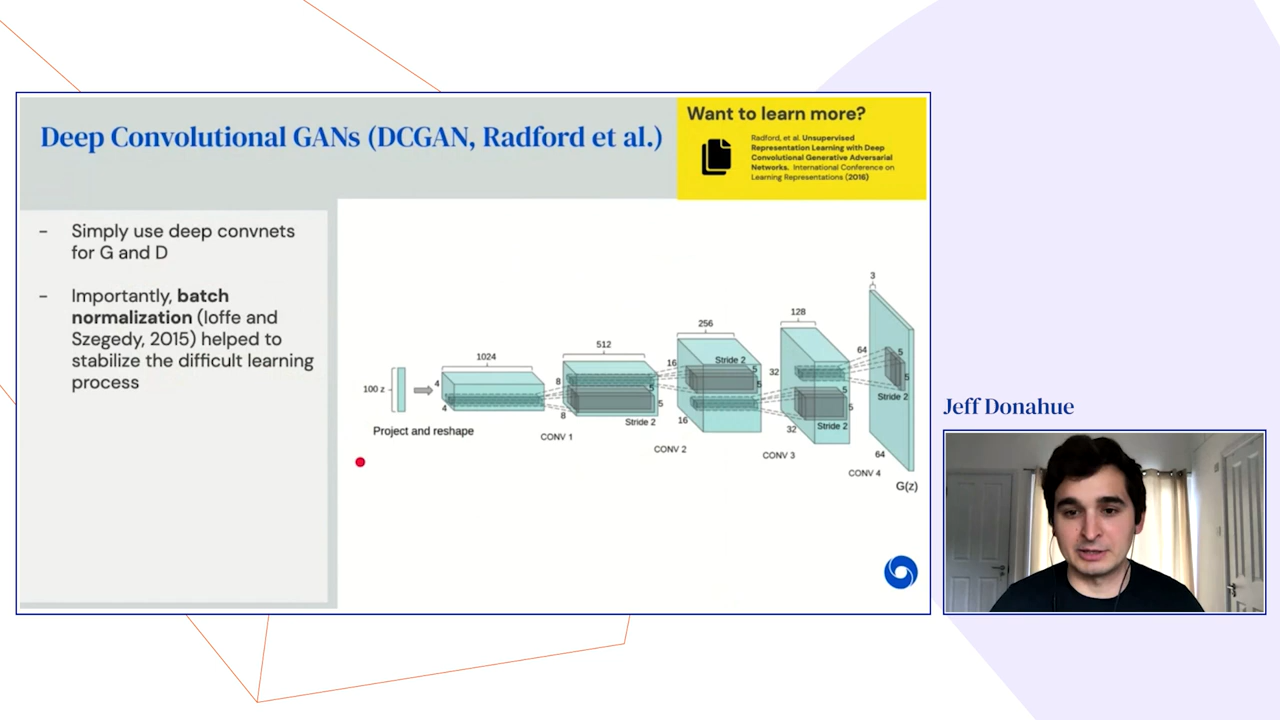 Deep Convolutional GANs (DCGAN, Radford et al.)
Want to learn more?
Radford, et al. Unsupervised
Representation Learning with Deep
Convolutional Generative Adversarial
Networks. International Conference on
Learning Representations (2016)
- Simply use deep convnets
for G and D
- Importantly, batch
normalization (Ioffe and
Szegedy, 2015) helped to
stabilize the difficult learning
process
100 z
Project and reshape
1024
4
4
512
8
8
5
5
Stride 2
CONV 1
256
16
16
Stride 2
5
5
CONV 2
128
32
32
5
5
Stride 2
CONV 3
3
64
64
5
5
Stride 2
CONV 4
G(z)
Jeff Donahue